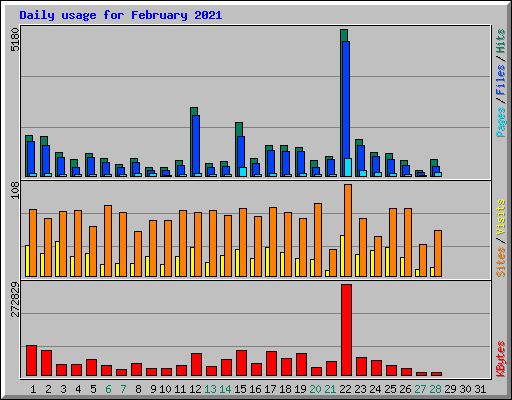 Daily usage for February 2021
5180
108
272829
Pages / Files / Hits
Sites / Visits
KBytes
1 2 3 4 5 6 7 8 9 10 11 12 13 14 15 16 17 18 19 20 21 22 23 24 25 26 27 28 29 30 31